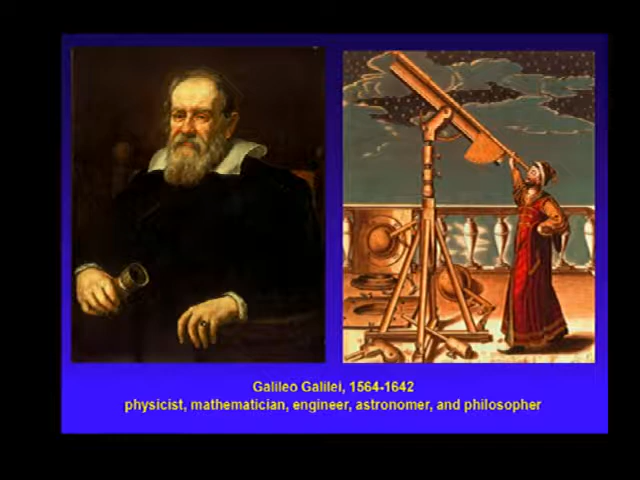 Galileo Galilei, 1564-1642
physicist, mathematician, engineer, astronomer, and philosopher